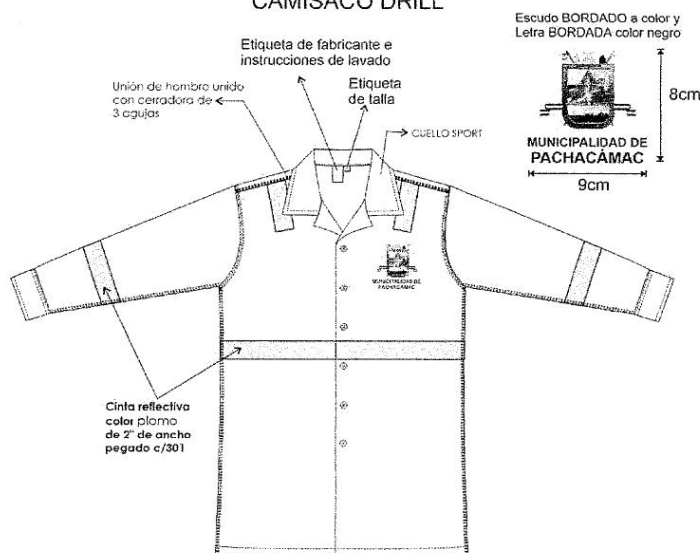 CAMISACO DRILL
Escudo BORDADO a color y
Letra BORDADA color negro
8cm
MUNICIPALIDAD DE
PACHACÁMAC
9cm
Etiqueta de fabricante e
instrucciones de lavado
Etiqueta
de talla
Unión de hombro unido
con cerradora de
3 agujas
CUELLO SPORT
MUNICIPALIDAD DE
PACHACAMAC
Cinta reflectiva
color plomo
de 2" de ancho
pegado c/301